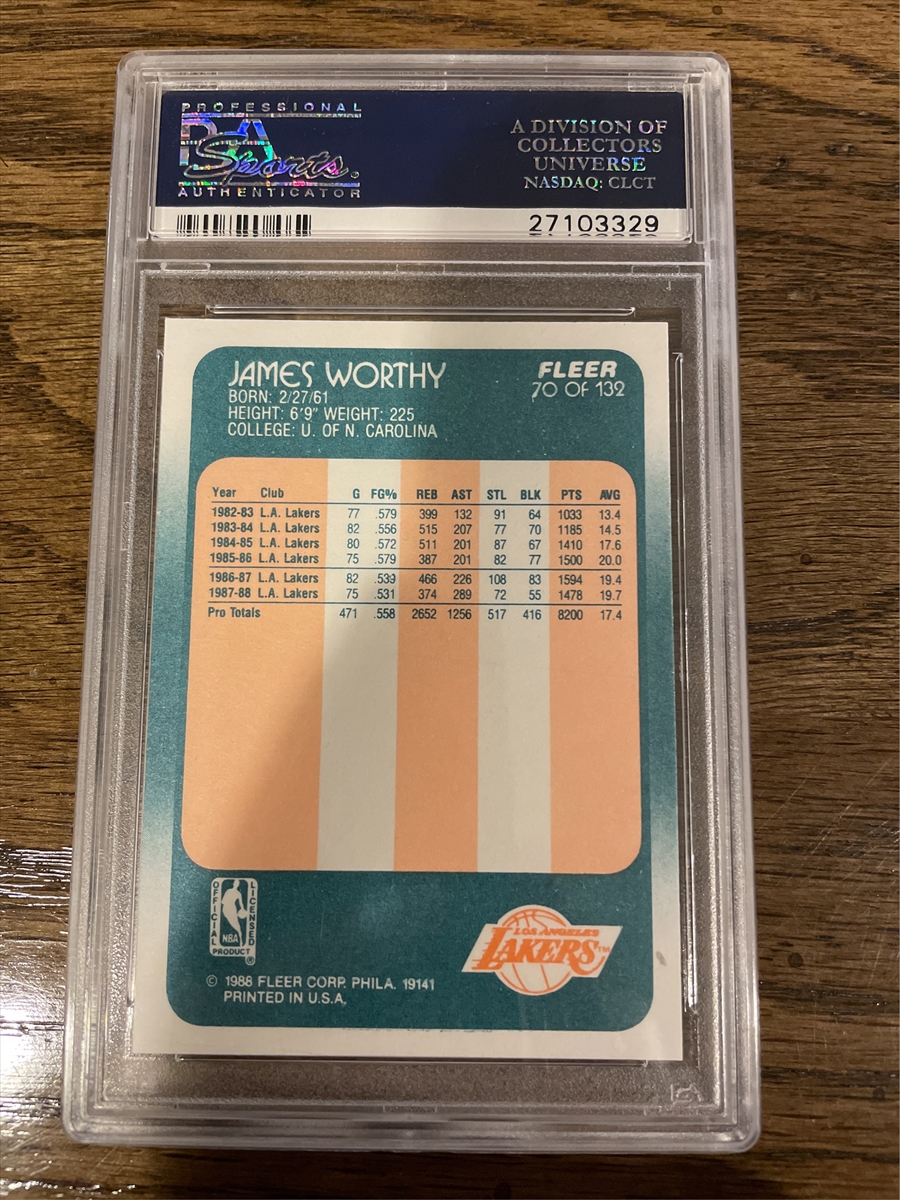 PROFESSIONAL
PSA
Sports.
AUTHENTICATOR
A DIVISION OF
COLLECTORS
UNIVERSE
NASDAQ: CLCT
27103329
JAMES WORTHY
BORN: 2/27/61
HEIGHT: 6'9" WEIGHT: 225
COLLEGE: U. OF N. CAROLINA
FLEER
70 OF 132
Year Club G FG% REB AST STL BLK PTS AVG
1982-83 L.A. Lakers 77 .579 399 132 91 64 1033 13.4
1983-84 L.A. Lakers 82 .556 515 207 77 70 1185 14.5
1984-85 L.A. Lakers 80 .572 511 201 87 67 1410 17.6
1985-86 L.A. Lakers 75 .579 387 201 82 77 1500 20.0
1986-87 L.A. Lakers 82 .539 466 226 108 83 1594 19.4
1987-88 L.A. Lakers 75 .531 374 289 72 55 1478 19.7
Pro Totals 471 .558 2652 1256 517 416 8200 17.4
OFFICIAL
LICENSED
NBA
PRODUCT ®
LOS ANGELES
LAKERS™
© 1988 FLEER CORP. PHILA. 19141
PRINTED IN U.S.A.